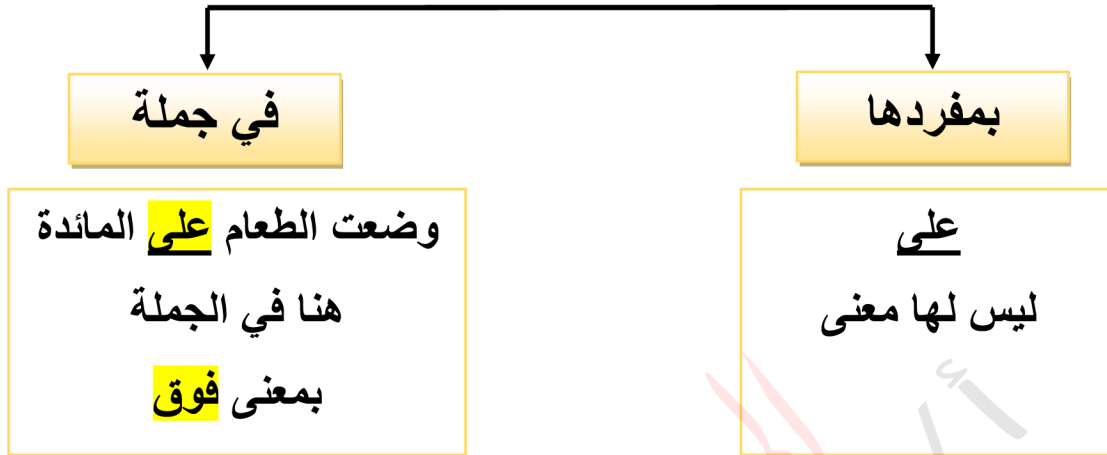 بمفردها
على
ليس لها معنى
في جملة
وضعت الطعام على المائدة
هنا في الجملة
بمعنى فوق